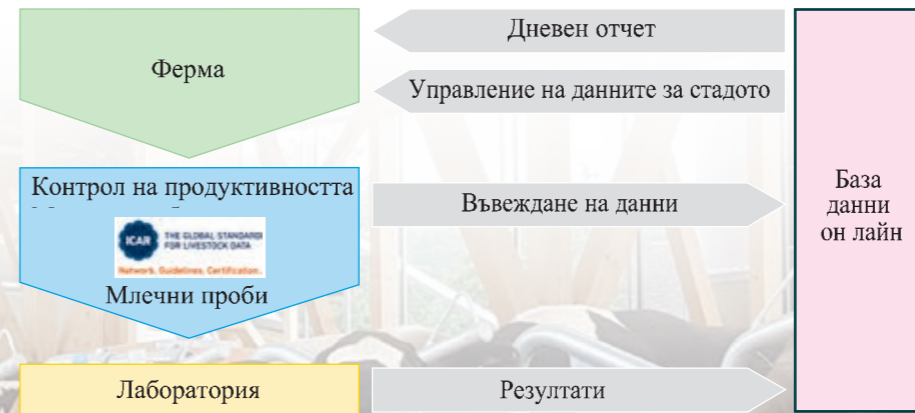 Дневен отчет
Ферма
Управление на данните за стадото
Контрол на продуктивността
Въвеждане на данни
База
данни
он лайн
ICAR
THE GLOBAL STANDARD
FOR LIVESTOCK DATA
Network. Guidelines. Certification.
Млечни проби
Лаборатория
Резултати